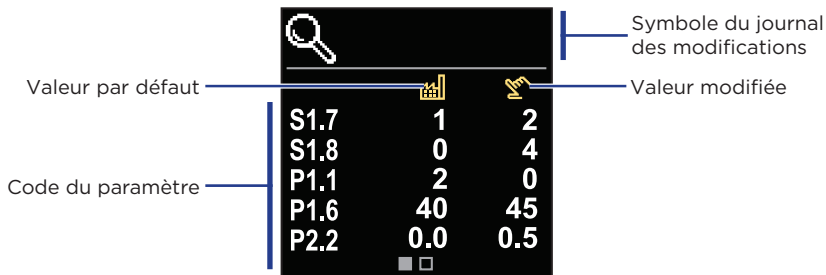 Symbole du journal
des modifications
Valeur par défaut
Valeur modifiée
S1.7 1 2
S1.8 0 4
Code du paramètre
P1.1 2 0
P1.6 40 45
P2.2 0.0 0.5